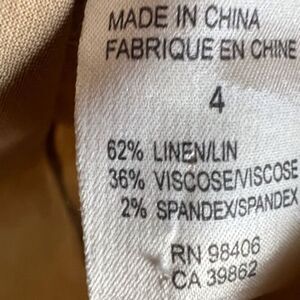 MADE IN CHINA
FABRIQUE EN CHINE
4
62% LINEN/LIN
36% VISCOSE/VISCOSE
2% SPANDEX/SPANDEX
RN 98406
CA 39862